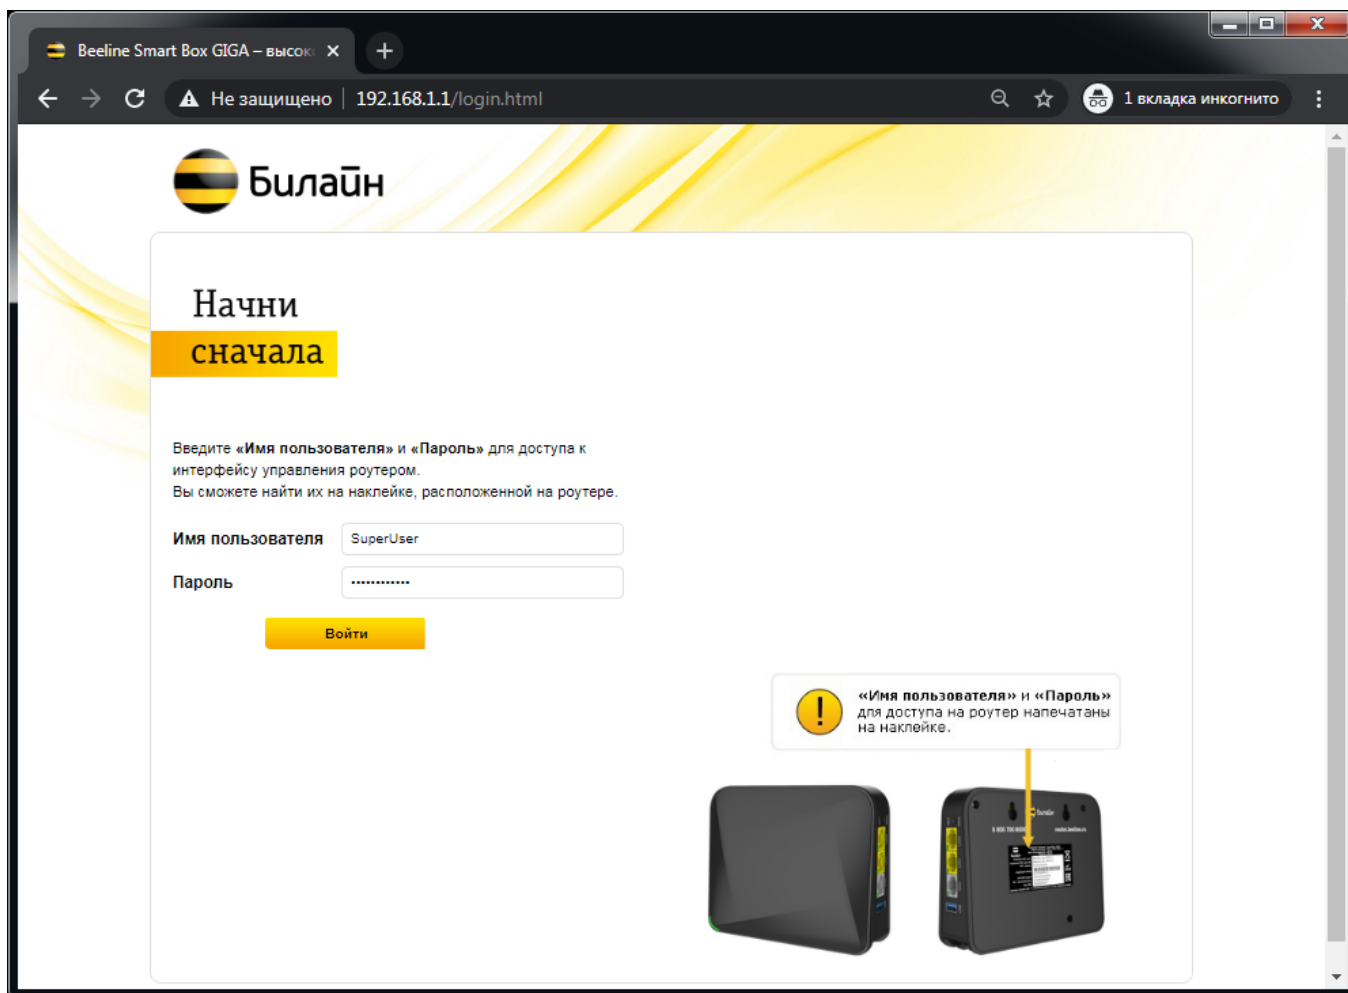 Beeline Smart Box GIGA – высок
Не защищено 192.168.1.1/login.html
1 вкладка инкогнито
Билайн
Начни
сначала
Введите «Имя пользователя» и «Пароль» для доступа к
интерфейсу управления роутером.
Вы сможете найти их на наклейке, расположенной на роутере.
Имя пользователя SuperUser
Пароль ••••••••••••
Войти
«Имя пользователя» и «Пароль»
для доступа на роутер напечатаны
на наклейке.
Билайн